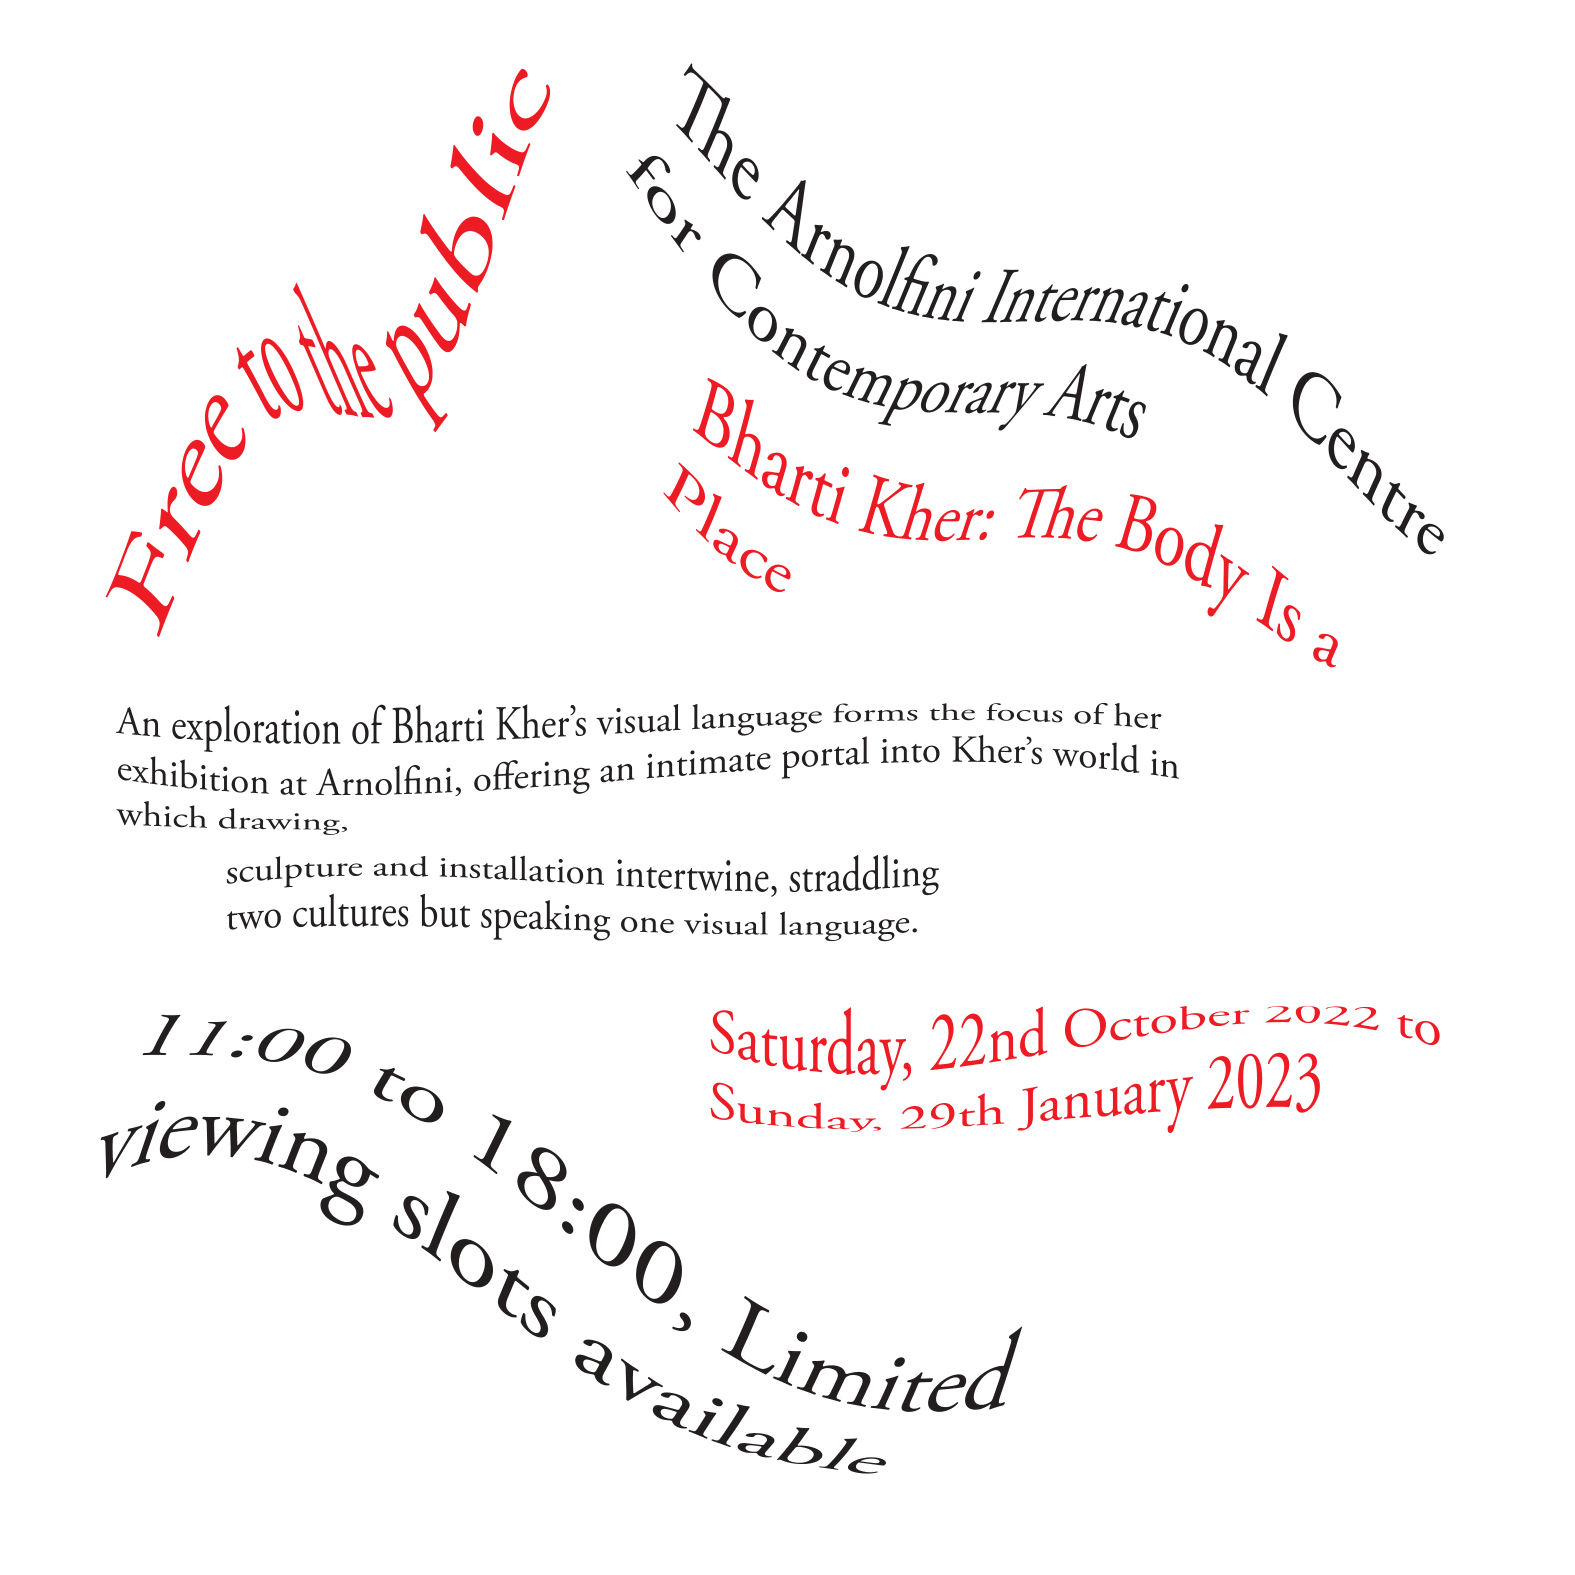 Free to the public
The Arnolfini International Centre
for Contemporary Arts
Bharti Kher: The Body Is a
Place
An exploration of Bharti Kher’s visual language forms the focus of her
exhibition at Arnolfini, offering an intimate portal into Kher’s world in
which drawing,
sculpture and installation intertwine, straddling
two cultures but speaking one visual language.
11:00 to 18:00, Limited
viewing slots available
Saturday, 22nd October 2022 to
Sunday, 29th January 2023